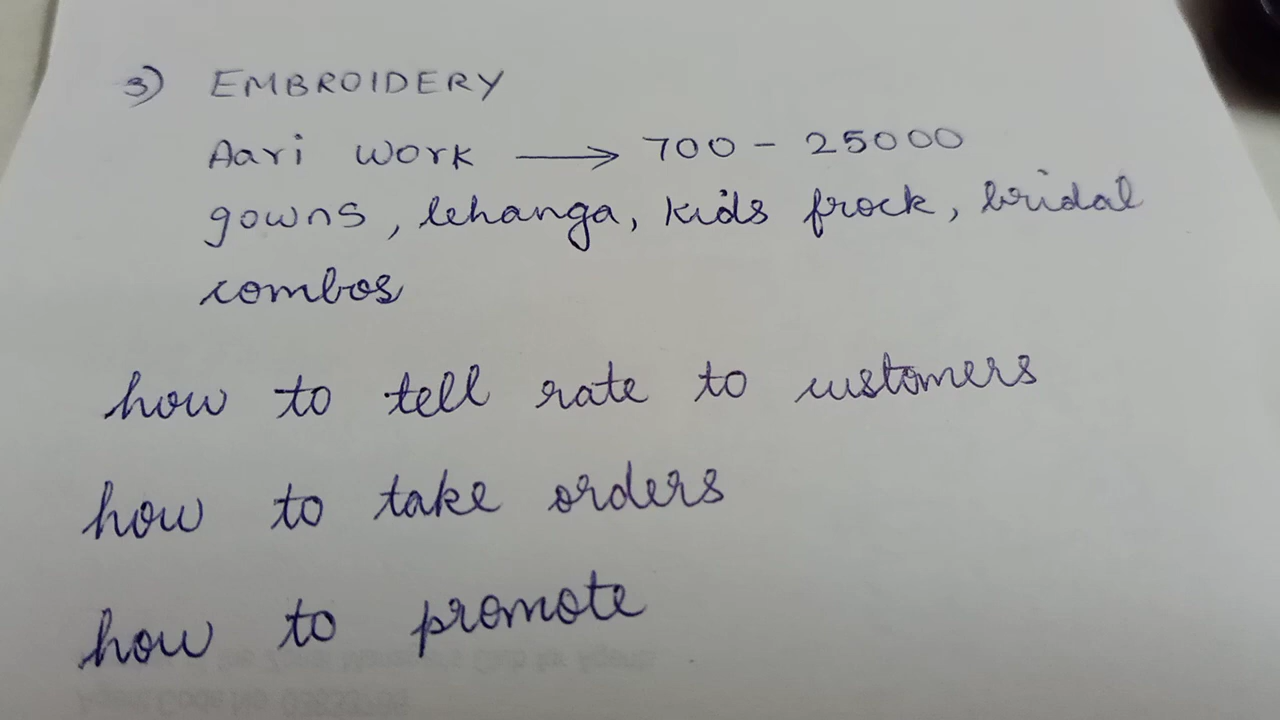 3) EMBROIDERY
Aari work → 700 - 25000
gowns, lehanga, kids frock, bridal
combos
how to tell rate to customers
how to take orders
how to promote